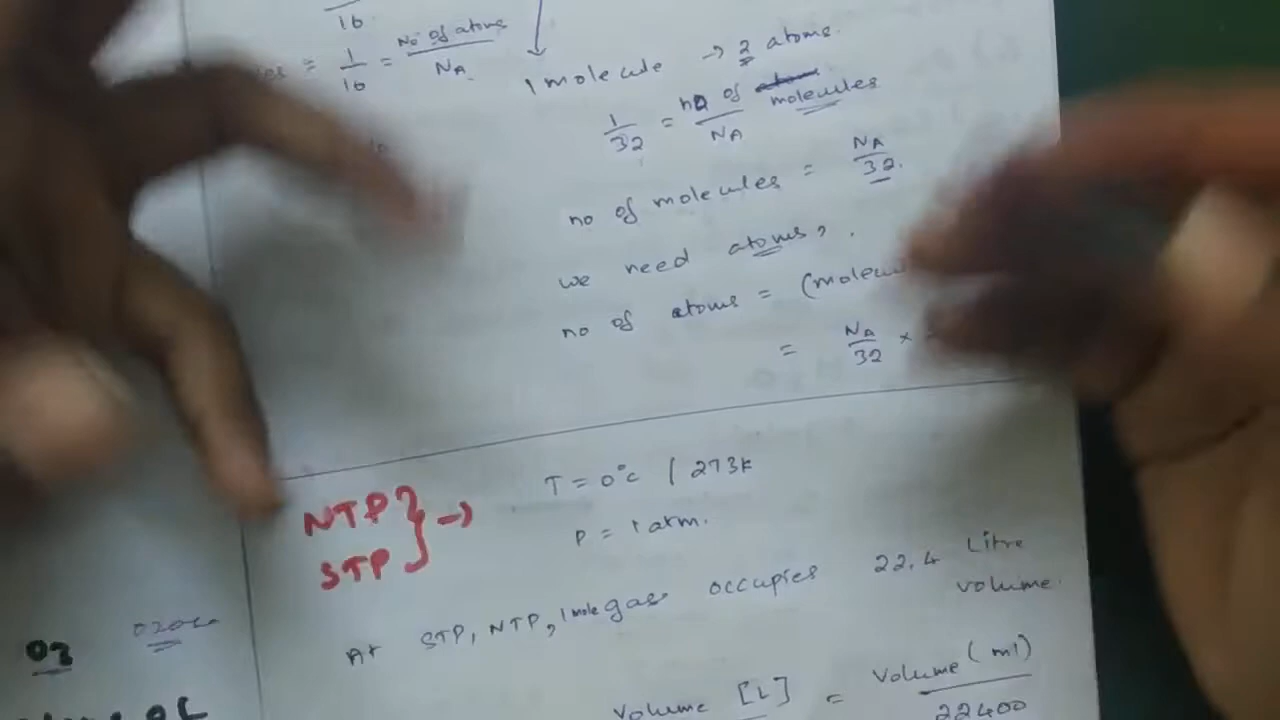 16
= 1/16 = No of atoms/NA
1 molecule → 2 atoms.
1/32 = no of molecules/NA
no of molecules = NA/32.
we need atoms,
no of atoms =
= NA/32 ×
NTP
STP } →
T = 0°c / 273K
P = 1 atm.
At STP, NTP, 1 mole gas occupies 22.4 Litre
volume.
volume [L] = volume (ml)/22400